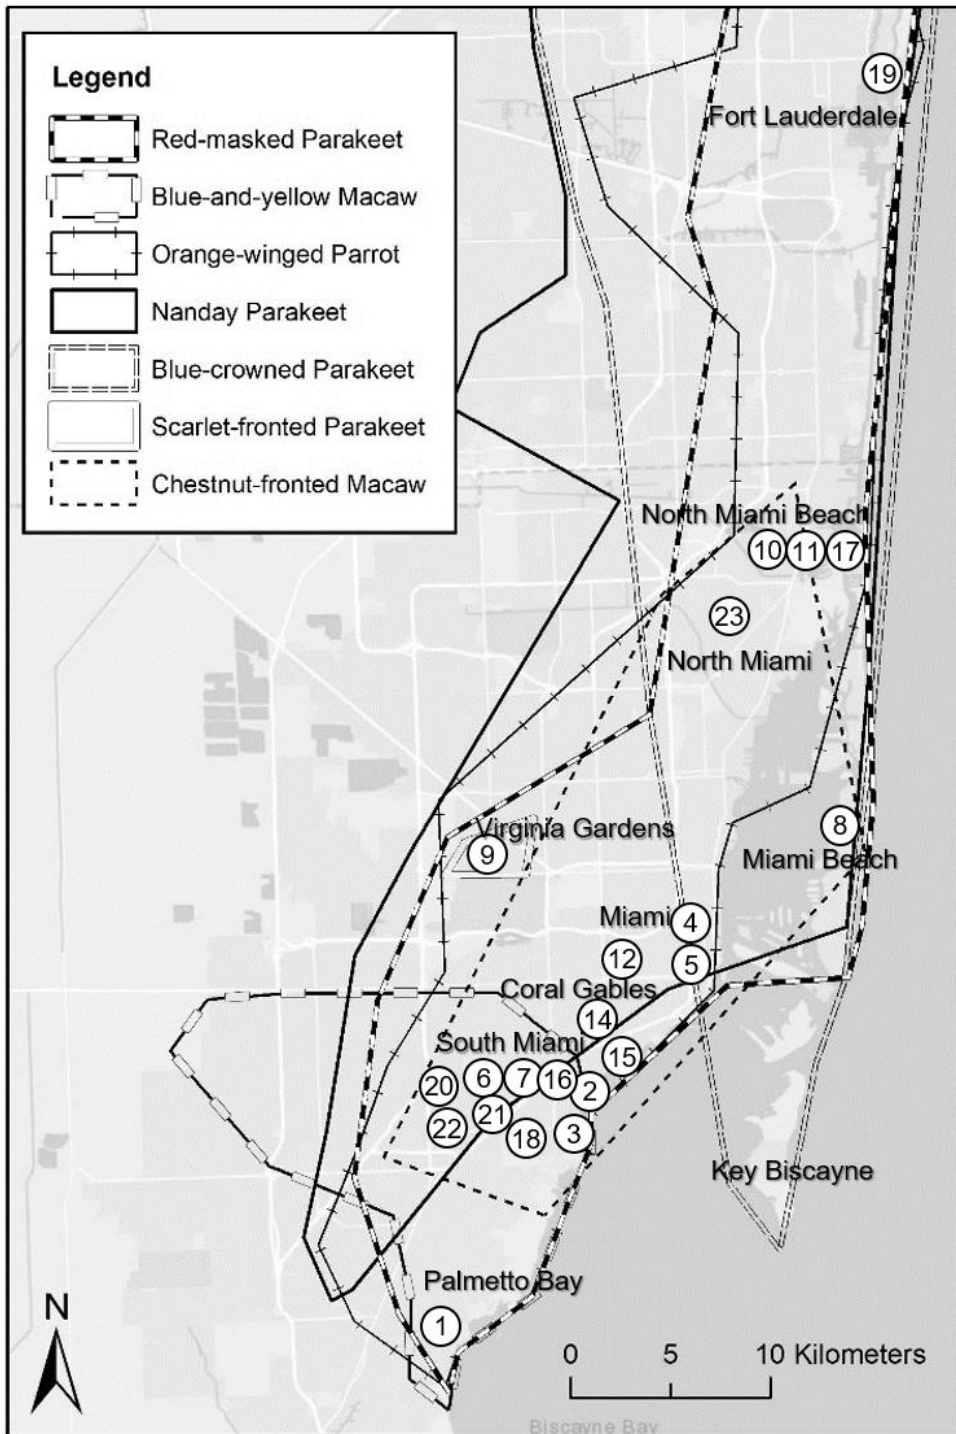 Legend
Red-masked Parakeet
Blue-and-yellow Macaw
Orange-winged Parrot
Nanday Parakeet
Blue-crowned Parakeet
Scarlet-fronted Parakeet
Chestnut-fronted Macaw
19
Fort Lauderdale
North Miami Beach
10 11 17
23
North Miami
Virginia Gardens
9
8
Miami Beach
Miami 4
12 5
Coral Gables
14
South Miami
15
20 6 7 16 2
21
22 18 3
Key Biscayne
Palmetto Bay
1
N
0 5 10 Kilometers
Biscayne Bay